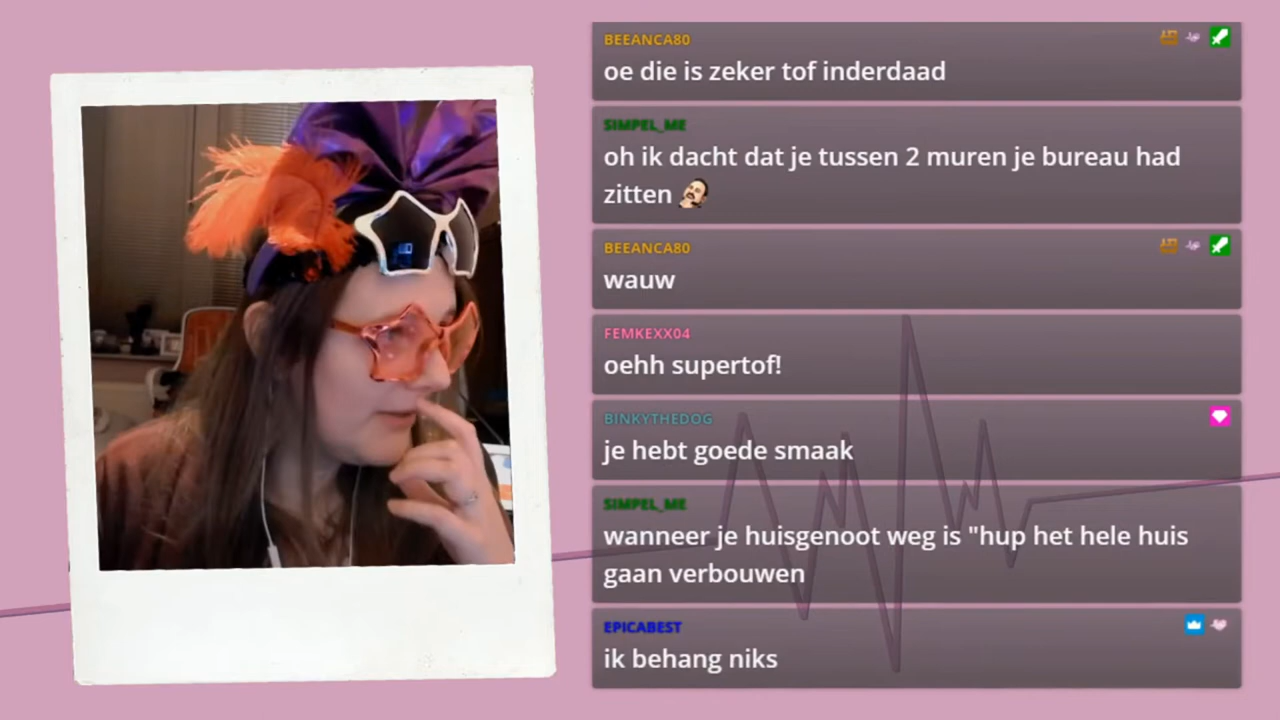 BEEANCA80
oe die is zeker tof inderdaad
SIMPEL_ME
oh ik dacht dat je tussen 2 muren je bureau had
zitten
BEEANCA80
wauw
FEMKEXX04
oehh supertof!
BINKYTHEDOG
je hebt goede smaak
SIMPEL_ME
wanneer je huisgenoot weg is "hup het hele huis
gaan verbouwen
EPICABEST
ik behang niks